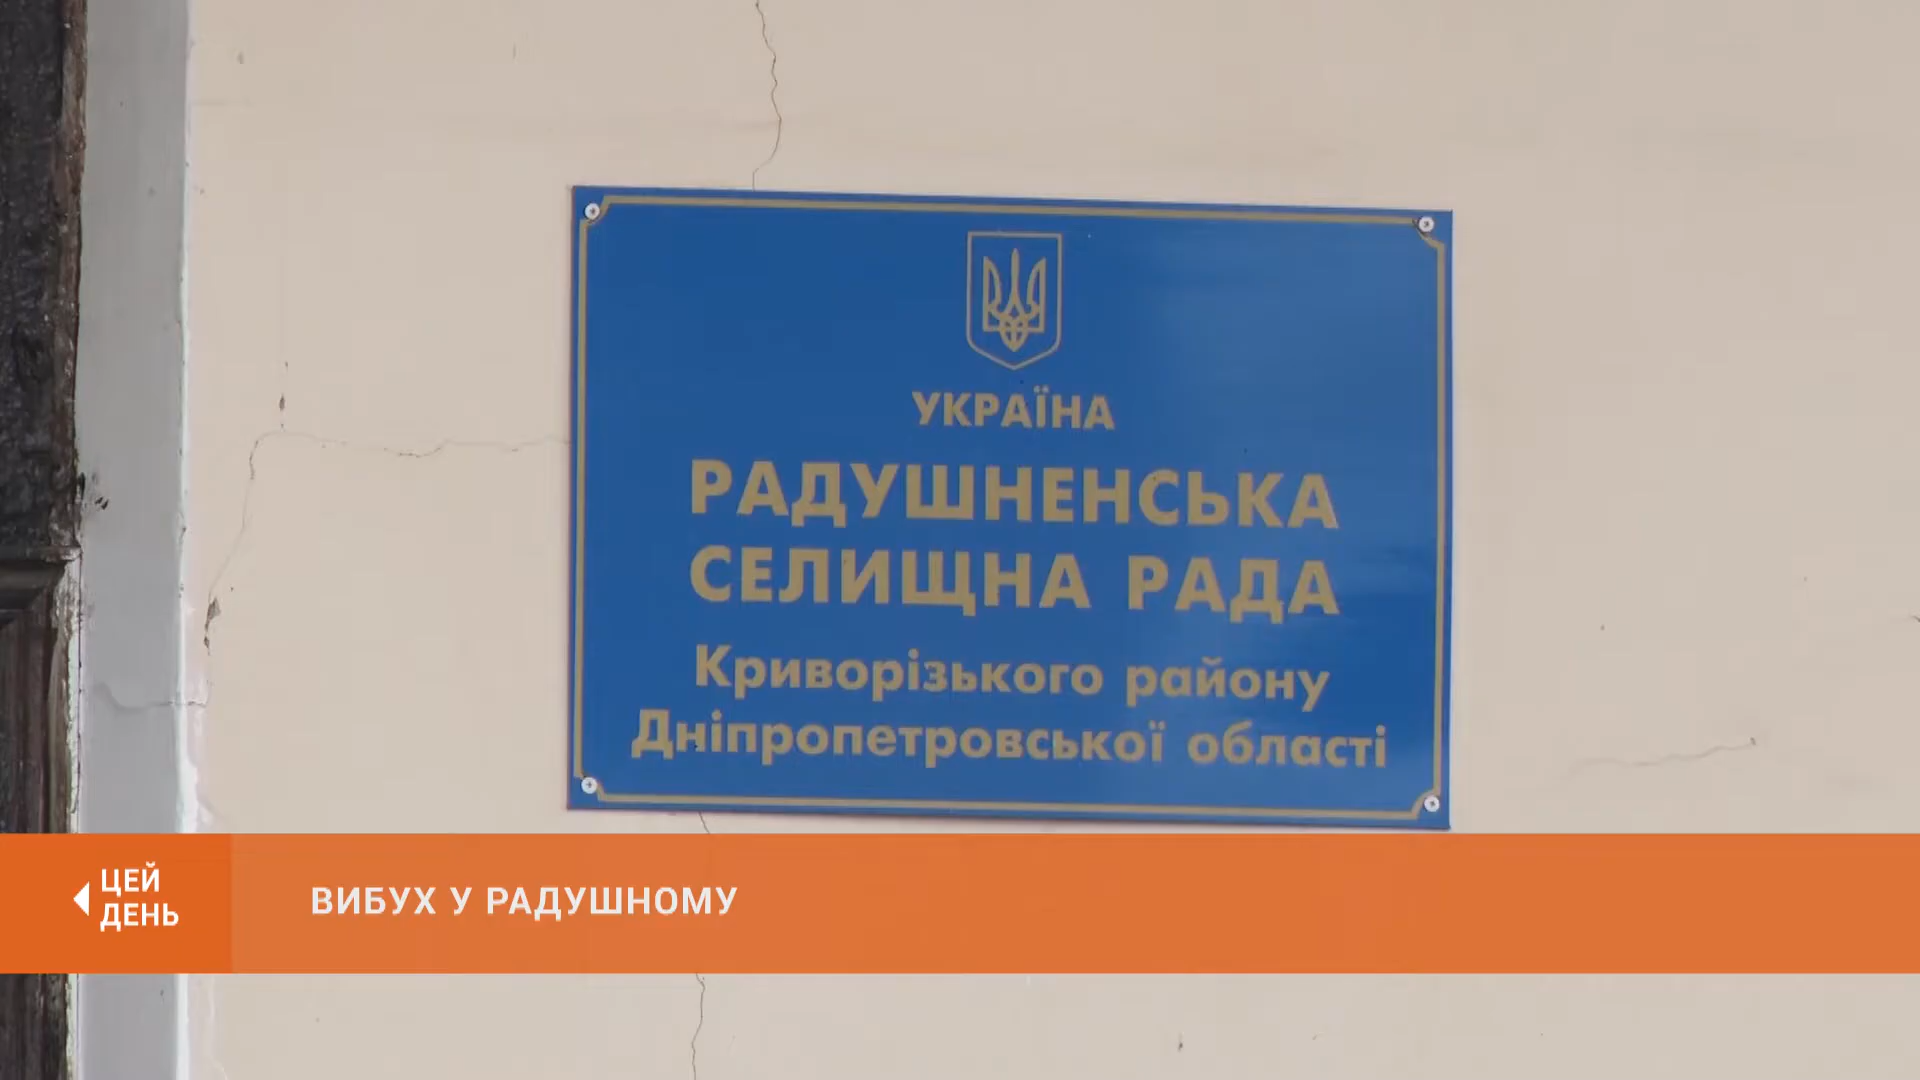 УКРАЇНА
РАДУШНЕНСЬКА
СЕЛИЩНА РАДА
Криворізького району
Дніпропетровської області
ЦЕЙ
ДЕНЬ
ВИБУХ У РАДУШНОМУ